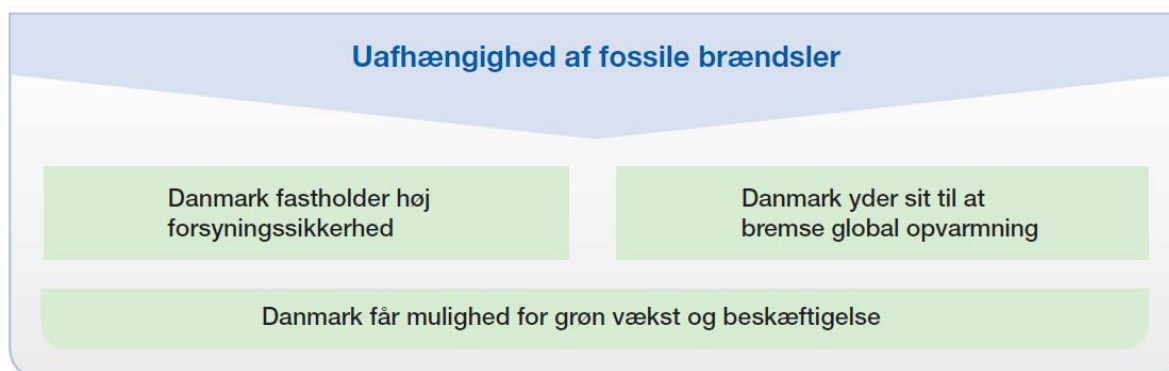 Uafhængighed af fossile brændsler
Danmark fastholder høj
forsyningssikkerhed
Danmark yder sit til at
bremse global opvarmning
Danmark får mulighed for grøn vækst og beskæftigelse